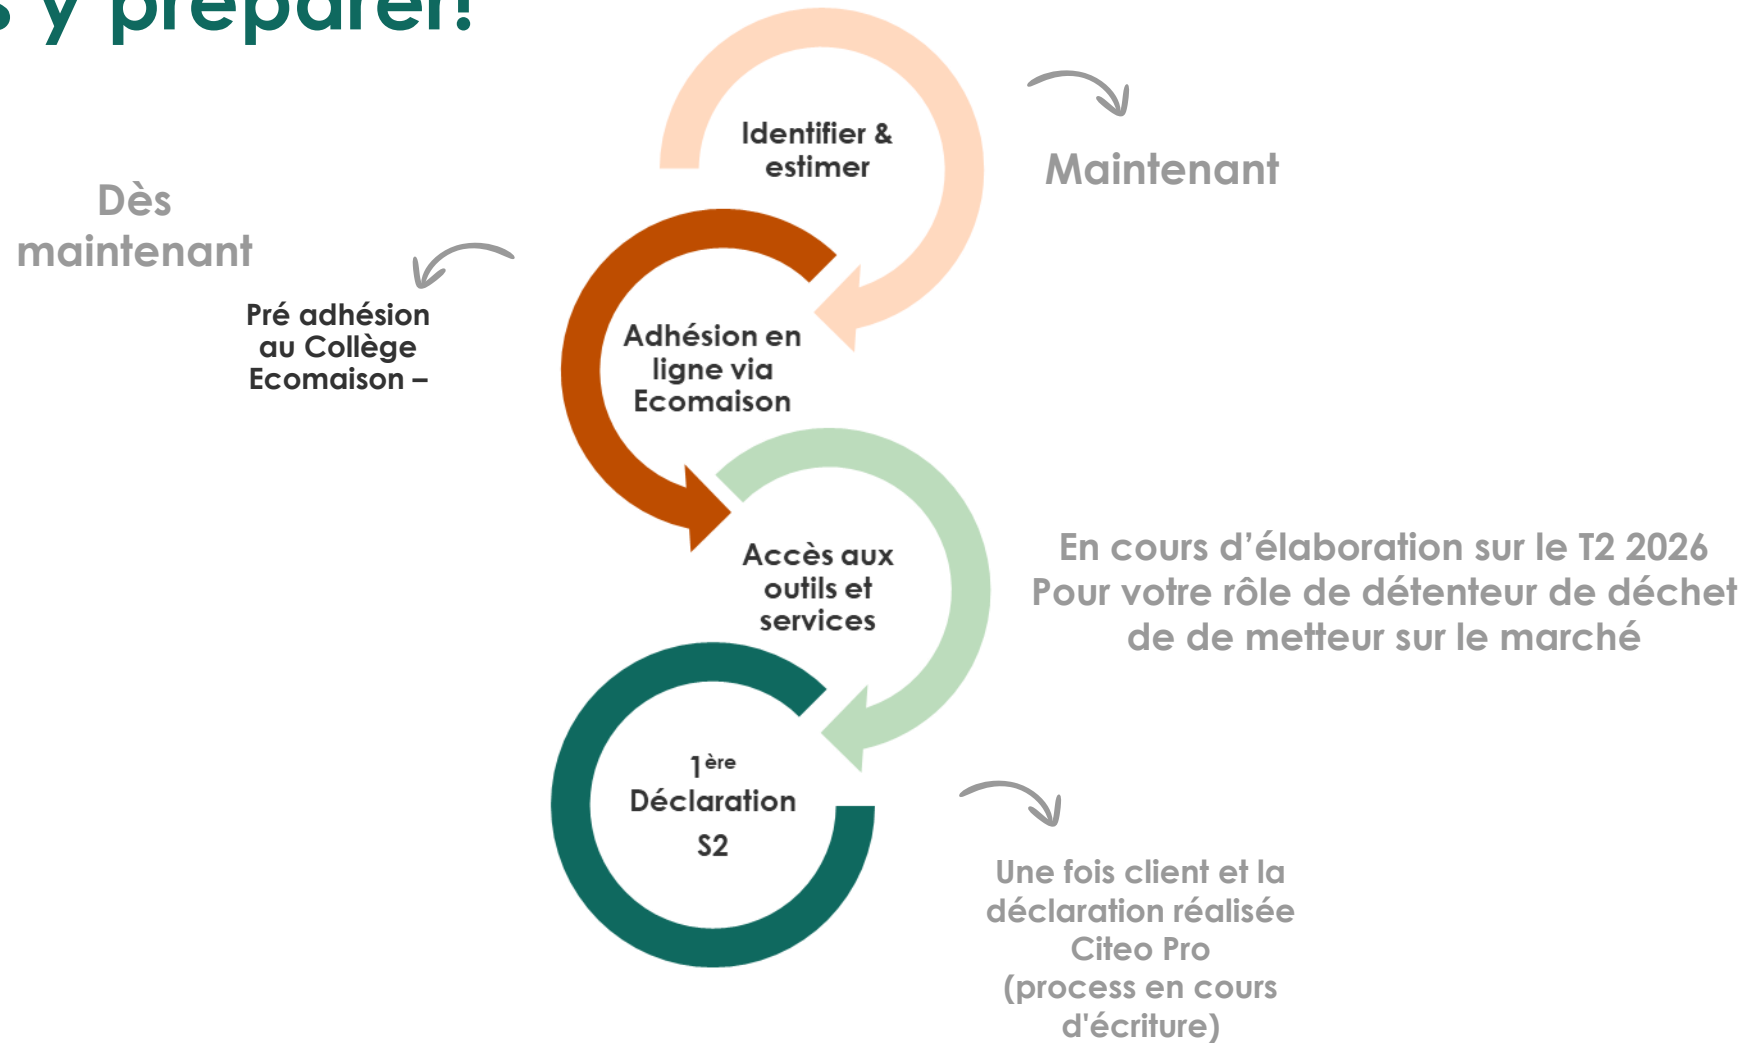 s y préparer!
Identifier &
estimer
Maintenant
Dès
maintenant
Pré adhésion
au Collège
Ecomaison –
Adhésion en
ligne via
Ecomaison
Accès aux
outils et
services
En cours d’élaboration sur le T2 2026
Pour votre rôle de détenteur de déchet
de de metteur sur le marché
1ère
Déclaration
S2
Une fois client et la
déclaration réalisée
Citeo Pro
(process en cours
d'écriture)